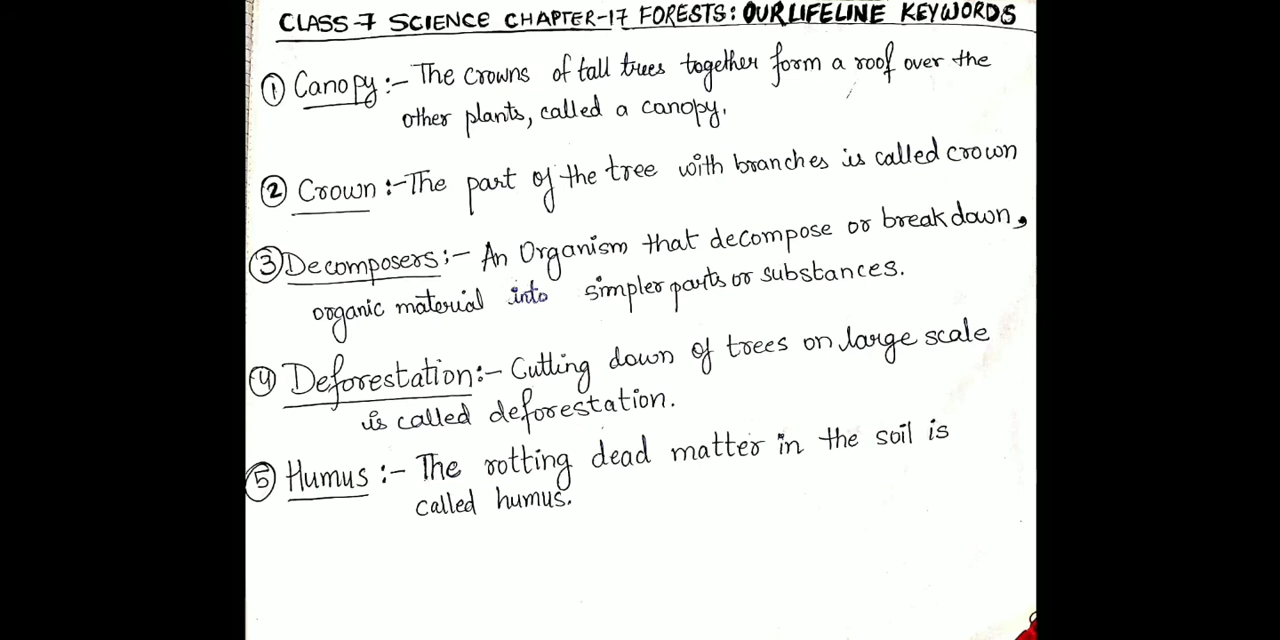 CLASS-7 SCIENCE CHAPTER-17 FORESTS: OUR LIFELINE KEYWORDS
① Canopy:- The crowns of tall trees together form a roof over the
other plants, called a canopy.
② Crown:- The part of the tree with branches is called crown
③ Decomposers:- An Organism that decompose or breakdown,
organic material into simpler parts or substances.
④ Deforestation:- Cutting down of trees on large scale
is called deforestation.
⑤ Humus:- The rotting dead matter in the soil is
called humus.